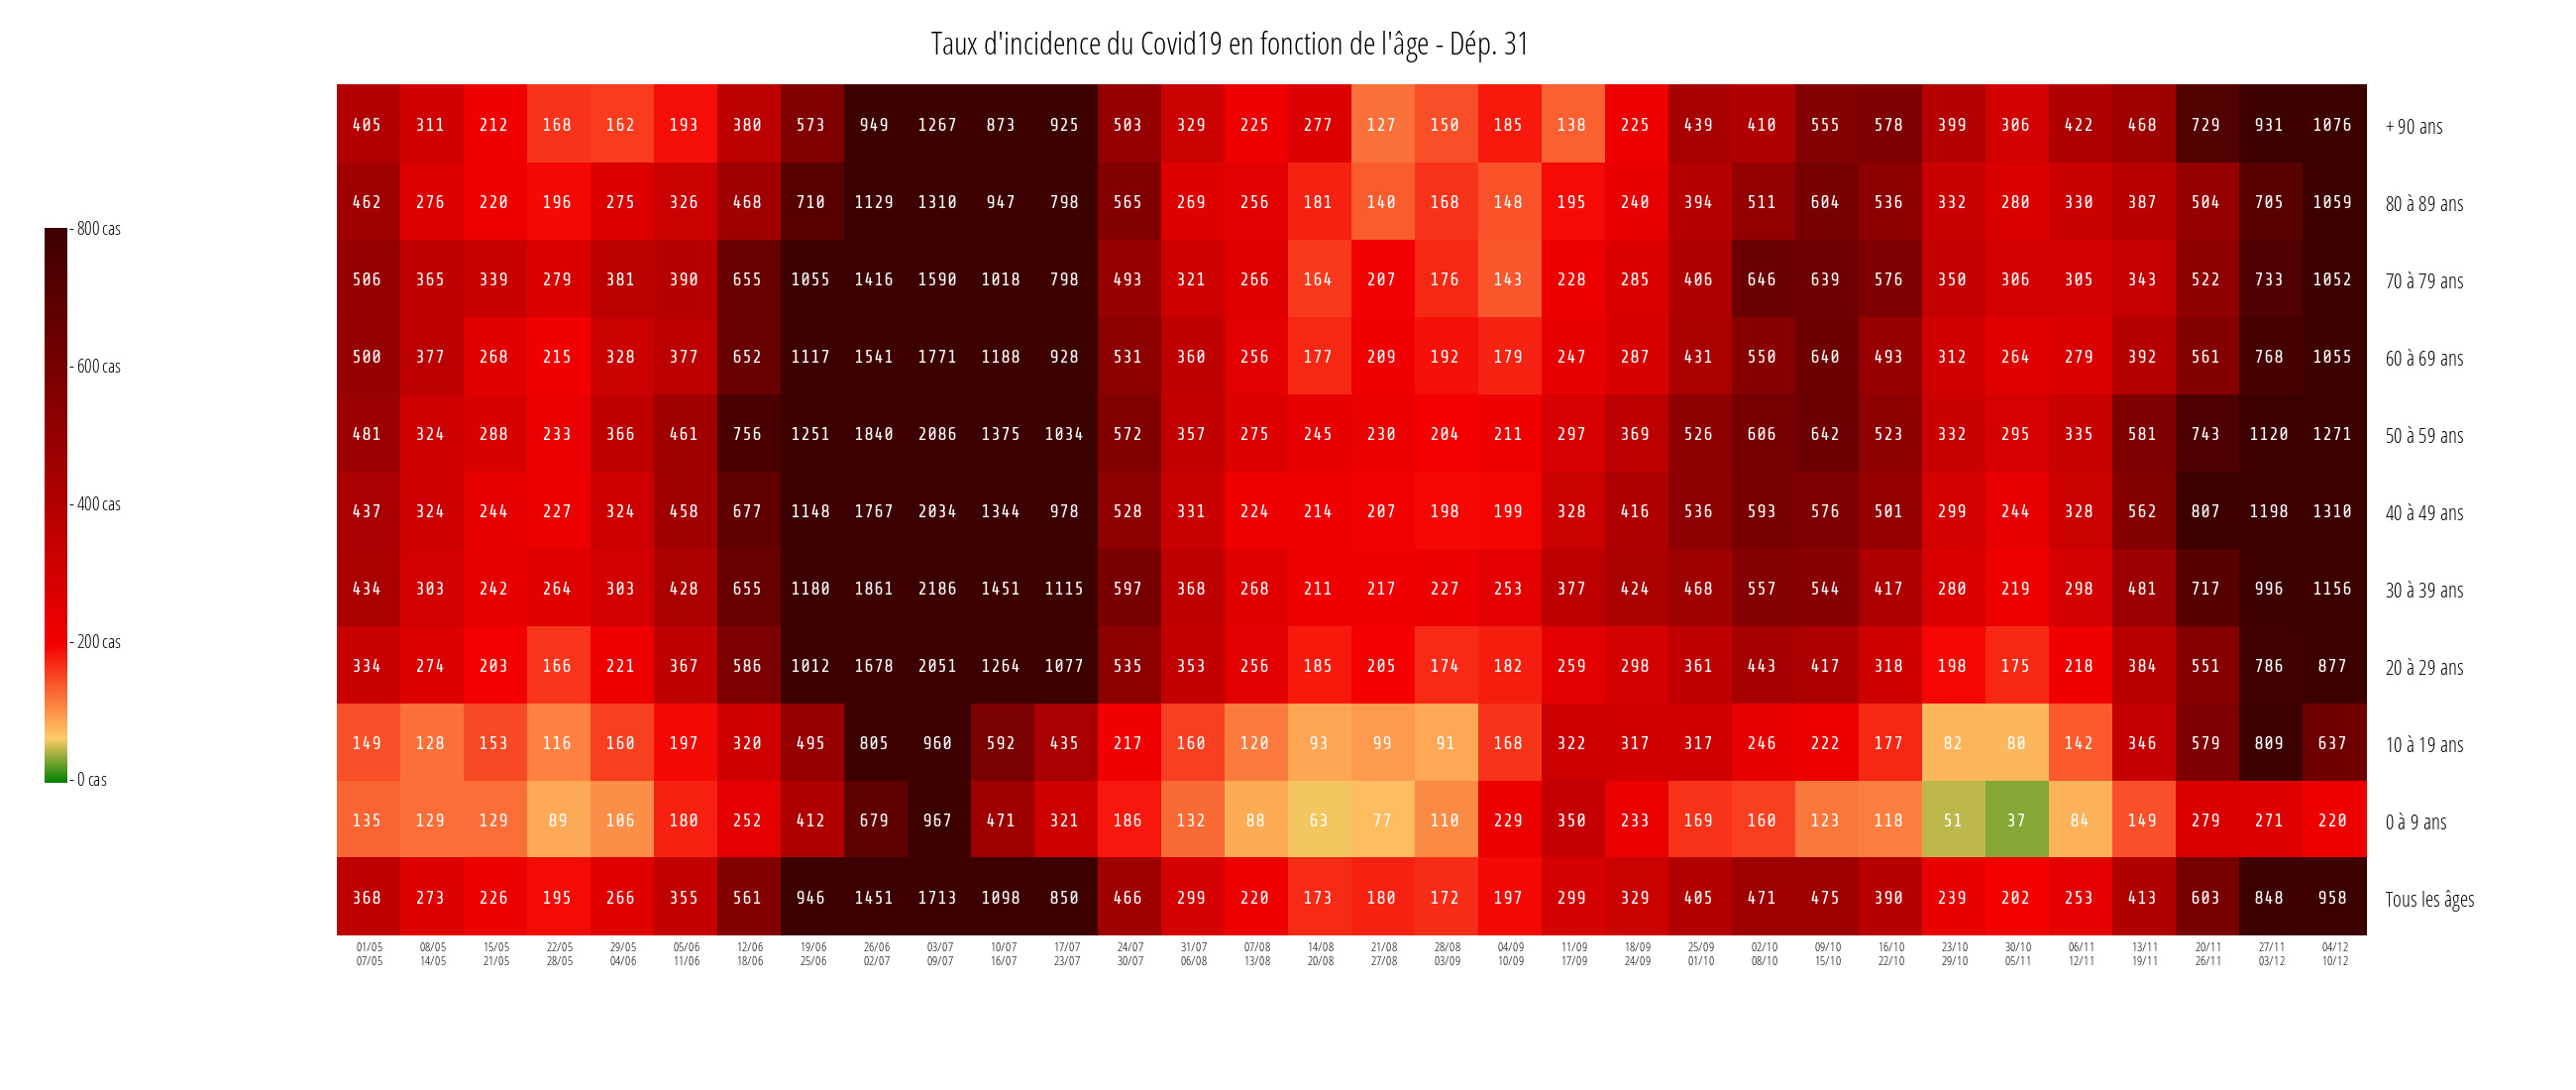 Taux d'incidence du Covid19 en fonction de l'âge - Dép. 31
- 800 cas
- 600 cas
- 400 cas
- 200 cas
- 0 cas
405 311 212 168 162 193 380 573 949 1267 873 925 503 329 225 277 127 150 185 138 225 439 410 555 578 399 306 422 468 729 931 1076 + 90 ans
462 276 220 196 275 326 468 710 1129 1310 947 798 565 269 256 181 140 168 148 195 240 394 511 604 536 332 280 330 387 504 705 1059 80 à 89 ans
506 365 339 279 381 390 655 1055 1416 1590 1018 798 493 321 266 164 207 176 143 228 285 406 646 639 576 350 306 305 343 522 733 1052 70 à 79 ans
500 377 268 215 328 377 652 1117 1541 1771 1188 928 531 360 256 177 209 192 179 247 287 431 550 640 493 312 264 279 392 561 768 1055 60 à 69 ans
481 324 288 233 366 461 756 1251 1840 2086 1375 1034 572 357 275 245 230 204 211 297 369 526 606 642 523 332 295 335 581 743 1120 1271 50 à 59 ans
437 324 244 227 324 458 677 1148 1767 2034 1344 978 528 331 224 214 207 198 199 328 416 536 593 576 501 299 244 328 562 807 1198 1310 40 à 49 ans
434 303 242 264 303 428 655 1180 1861 2186 1451 1115 597 368 268 211 217 227 253 377 424 468 557 544 417 280 219 298 481 717 996 1156 30 à 39 ans
334 274 203 166 221 367 586 1012 1678 2051 1264 1077 535 353 256 185 205 174 182 259 298 361 443 417 318 198 175 218 384 551 786 877 20 à 29 ans
149 128 153 116 160 197 320 495 805 960 592 435 217 160 120 93 99 91 168 322 317 317 246 222 177 82 80 142 346 579 809 637 10 à 19 ans
135 129 129 89 106 180 252 412 679 967 471 321 186 132 88 63 77 110 229 350 233 169 160 123 118 51 37 84 149 279 271 220 0 à 9 ans
368 273 226 195 266 355 561 946 1451 1713 1098 850 466 299 220 173 180 172 197 299 329 405 471 475 390 239 202 253 413 603 848 958 Tous les âges
01/05 08/05 15/05 22/05 29/05 05/06 12/06 19/06 26/06 03/07 10/07 17/07 24/07 31/07 07/08 14/08 21/08 28/08 04/09 11/09 18/09 25/09 02/10 09/10 16/10 23/10 30/10 06/11 13/11 20/11 27/11 04/12
07/05 14/05 21/05 28/05 04/06 11/06 18/06 25/06 02/07 09/07 16/07 23/07 30/07 06/08 13/08 20/08 27/08 03/09 10/09 17/09 24/09 01/10 08/10 15/10 22/10 29/10 05/11 12/11 19/11 26/11 03/12 10/12